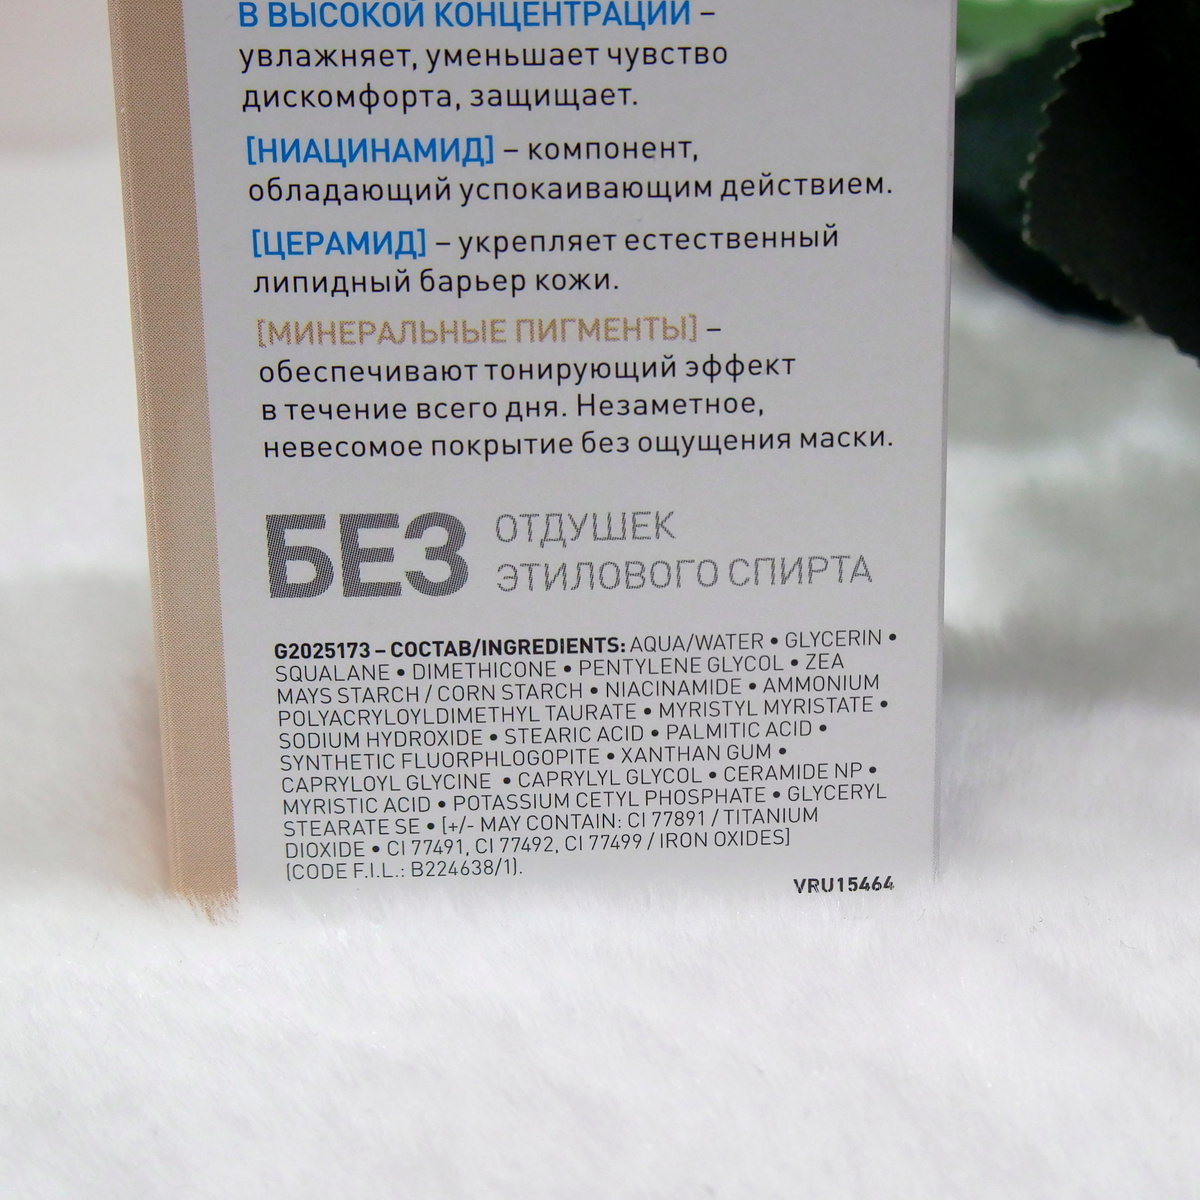 В ВЫСОКОЙ КОНЦЕНТРАЦИИ –
увлажняет, уменьшает чувство
дискомфорта, защищает.
[НИАЦИНАМИД] – компонент,
обладающий успокаивающим действием.
[ЦЕРАМИД] – укрепляет естественный
липидный барьер кожи.
[МИНЕРАЛЬНЫЕ ПИГМЕНТЫ] –
обеспечивают тонирующий эффект
в течение всего дня. Незаметное,
невесомое покрытие без ощущения маски.
БЕЗ ОТДУШЕК
ЭТИЛОВОГО СПИРТА
G2025173 – СОСТАВ/INGREDIENTS: AQUA/WATER • GLYCERIN •
SQUALANE • DIMETHICONE • PENTYLENE GLYCOL • ZEA
MAYS STARCH / CORN STARCH • NIACINAMIDE • AMMONIUM
POLYACRYLOYLDIMETHYL TAURATE • MYRISTYL MYRISTATE •
SODIUM HYDROXIDE • STEARIC ACID • PALMITIC ACID •
SYNTHETIC FLUORPHLOGOPITE • XANTHAN GUM •
CAPRYLOYL GLYCINE • CAPRYLYL GLYCOL • CERAMIDE NP •
MYRISTIC ACID • POTASSIUM CETYL PHOSPHATE • GLYCERYL
STEARATE SE • [+/- MAY CONTAIN: CI 77891 / TITANIUM
DIOXIDE • CI 77491, CI 77492, CI 77499 / IRON OXIDES]
(CODE F.I.L.: B224638/1).
VRU15464